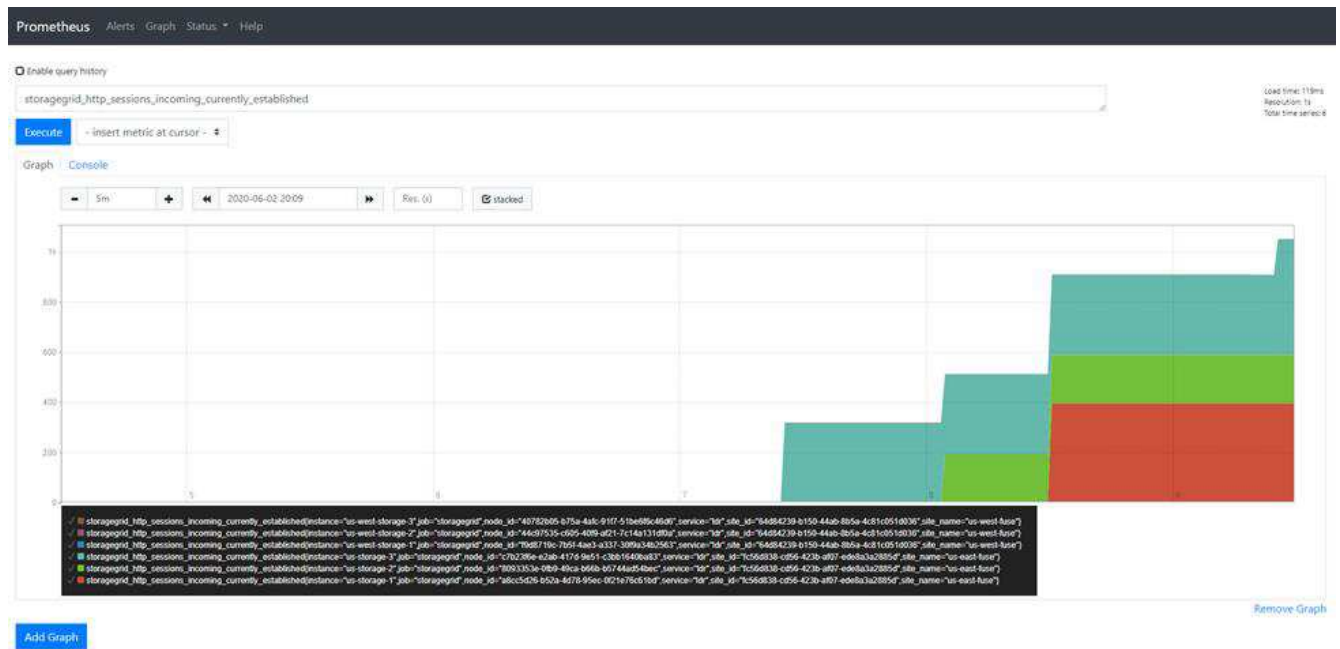 Prometheus Alerts Graph Status Help
Enable query history
storagegrid_http_sessions_incoming_currently_established
Load time: 119ms
Resolution: 1s
Total time series: 6
Execute
- insert metric at cursor -
Graph Console
5m
2020-06-02 20:09
Res. (s)
stacked
1k
800
600
400
200
0
5 6 7 8 9
storagegrid_http_sessions_incoming_currently_established{instance="us-west-storage-3",job="storagegrid",service="ldr",site_name="us-west-fuse"}
storagegrid_http_sessions_incoming_currently_established{instance="us-west-storage-2",job="storagegrid",service="ldr",site_name="us-west-fuse"}
storagegrid_http_sessions_incoming_currently_established{instance="us-west-storage-1",job="storagegrid",service="ldr",site_name="us-west-fuse"}
storagegrid_http_sessions_incoming_currently_established{instance="us-storage-3",job="storagegrid",service="ldr",site_name="us-east-fuse"}
storagegrid_http_sessions_incoming_currently_established{instance="us-storage-2",job="storagegrid",service="ldr",site_name="us-east-fuse"}
storagegrid_http_sessions_incoming_currently_established{instance="us-storage-1",job="storagegrid",service="ldr",site_name="us-east-fuse"}
Remove Graph
Add Graph